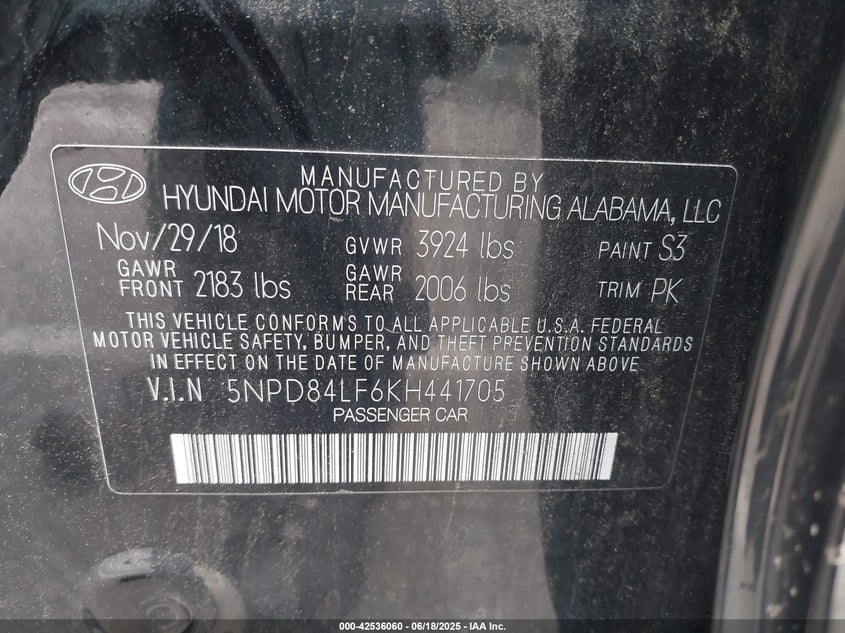 MANUFACTURED BY
HYUNDAI MOTOR MANUFACTURING ALABAMA, LLC
Nov/29/18 GVWR 3924 lbs PAINT S3
GAWR FRONT 2183 lbs GAWR REAR 2006 lbs TRIM PK
THIS VEHICLE CONFORMS TO ALL APPLICABLE U.S.A. FEDERAL
MOTOR VEHICLE SAFETY, BUMPER, AND THEFT PREVENTION STANDARDS
IN EFFECT ON THE DATE OF MANUFACTURE SHOWN ABOVE
V.I.N 5NPD84LF6KH441705
PASSENGER CAR
000-42536060 - 06/18/2025 - IAA Inc.